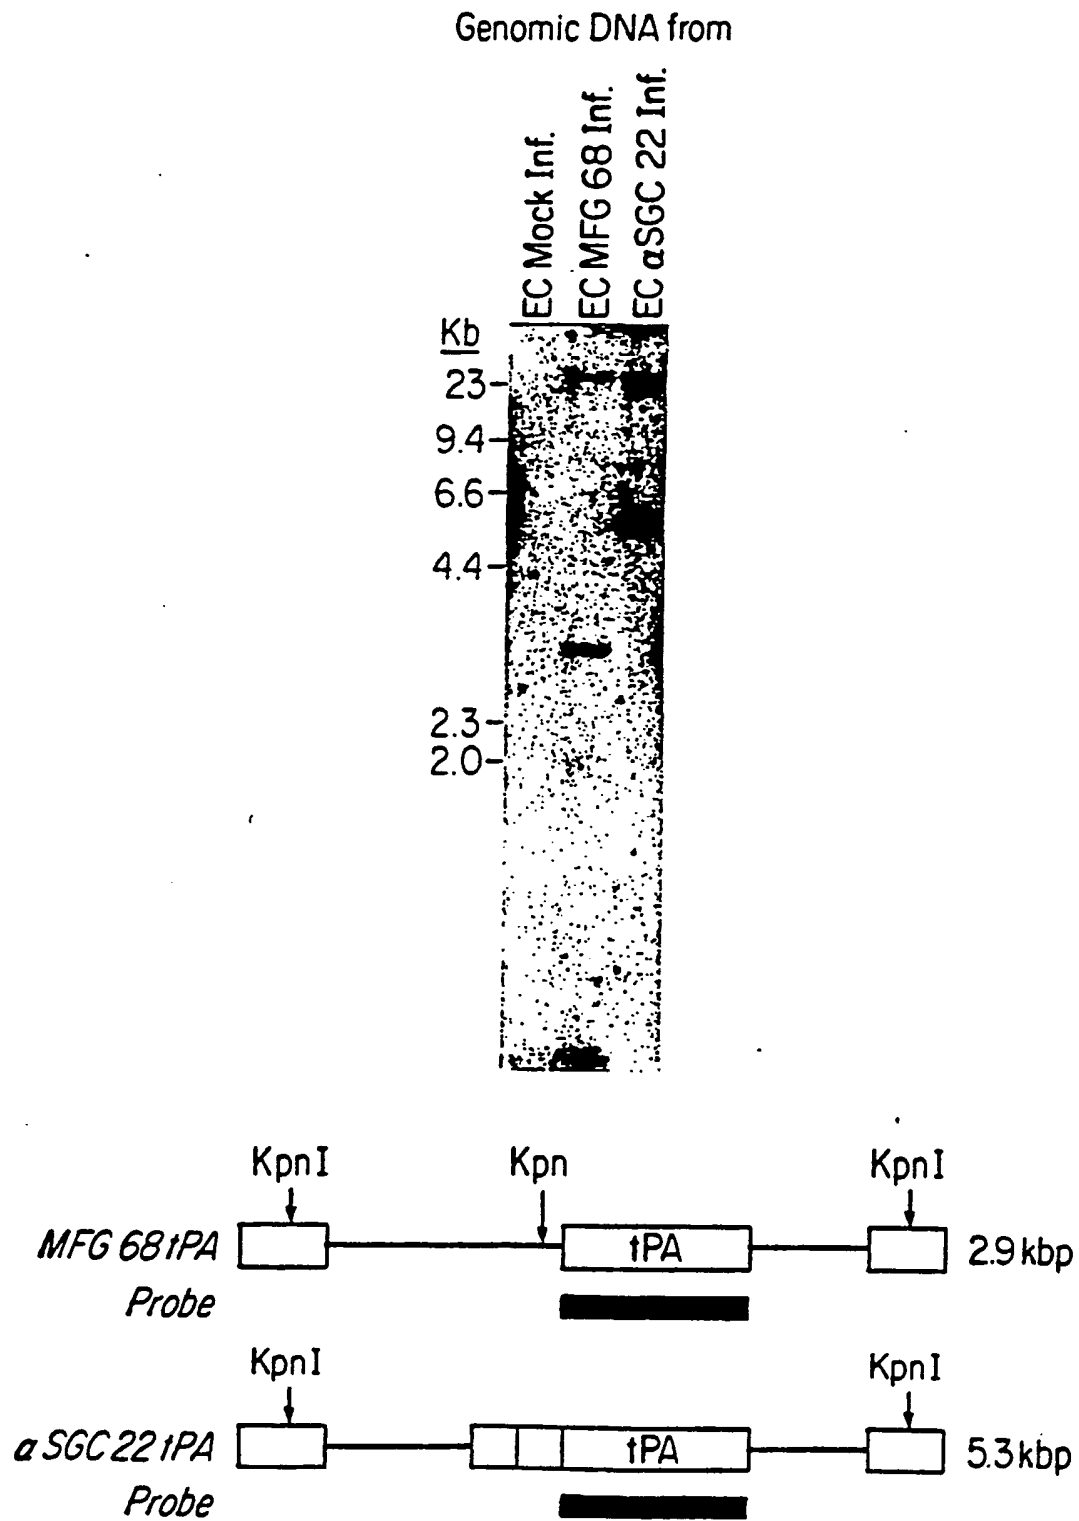 Genomic DNA from
EC Mock Inf.
EC MFG 68 Inf.
EC αSGC 22 Inf.
Kb
23
9.4
6.6
4.4
2.3
2.0
KpnI Kpn KpnI
MFG 68 tPA tPA 2.9 kbp
Probe
KpnI KpnI
αSGC 22 tPA tPA 5.3 kbp
Probe